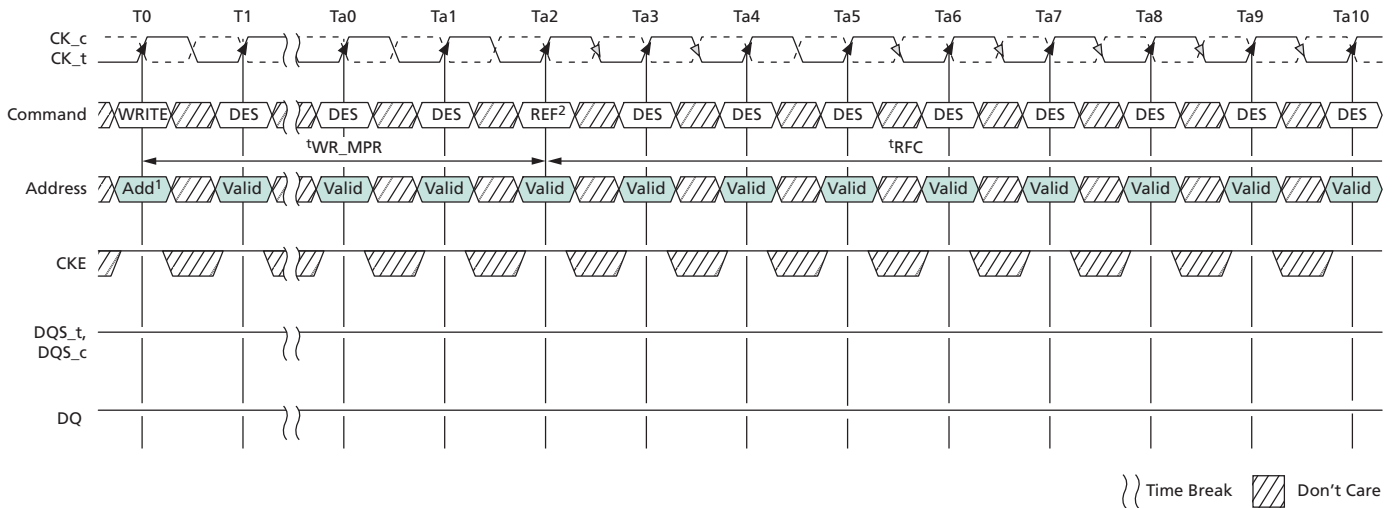 T0 T1 Ta0 Ta1 Ta2 Ta3 Ta4 Ta5 Ta6 Ta7 Ta8 Ta9 Ta10
CK_c
CK_t
Command WRITE DES DES DES REF2 DES DES DES DES DES DES DES DES
tWR_MPR tRFC
Address Add1 Valid Valid Valid Valid Valid Valid Valid Valid Valid Valid Valid Valid
CKE
DQS_t,
DQS_c
DQ
Time Break Don't Care